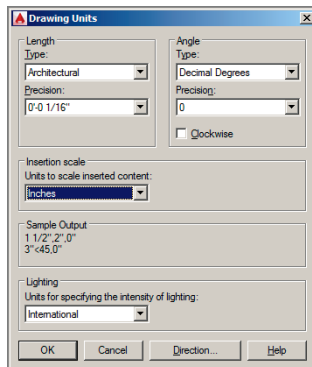 Drawing Units
Length
Type:
Architectural
Precision:
0'-0 1/16"
Angle
Type:
Decimal Degrees
Precision:
0
Clockwise
Insertion scale
Units to scale inserted content:
Inches
Sample Output
1 1/2",2",0"
3"<45,0"
Lighting
Units for specifying the intensity of lighting:
International
OK Cancel Direction... Help